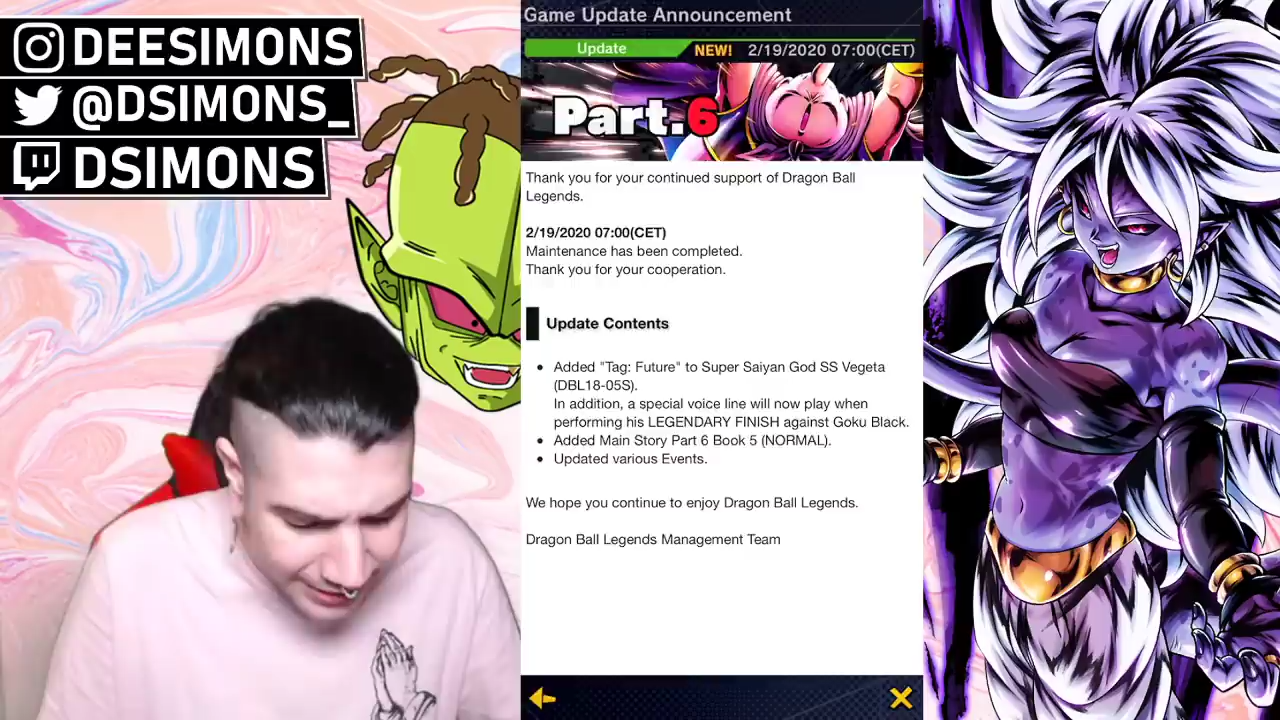 DEESIMONS
@DSIMONS_
DSIMONS
Game Update Announcement
Update NEW! 2/19/2020 07:00(CET)
Part.6
Thank you for your continued support of Dragon Ball
Legends.
2/19/2020 07:00(CET)
Maintenance has been completed.
Thank you for your cooperation.
Update Contents
• Added "Tag: Future" to Super Saiyan God SS Vegeta
(DBL18-05S).
In addition, a special voice line will now play when
performing his LEGENDARY FINISH against Goku Black.
• Added Main Story Part 6 Book 5 (NORMAL).
• Updated various Events.
We hope you continue to enjoy Dragon Ball Legends.
Dragon Ball Legends Management Team